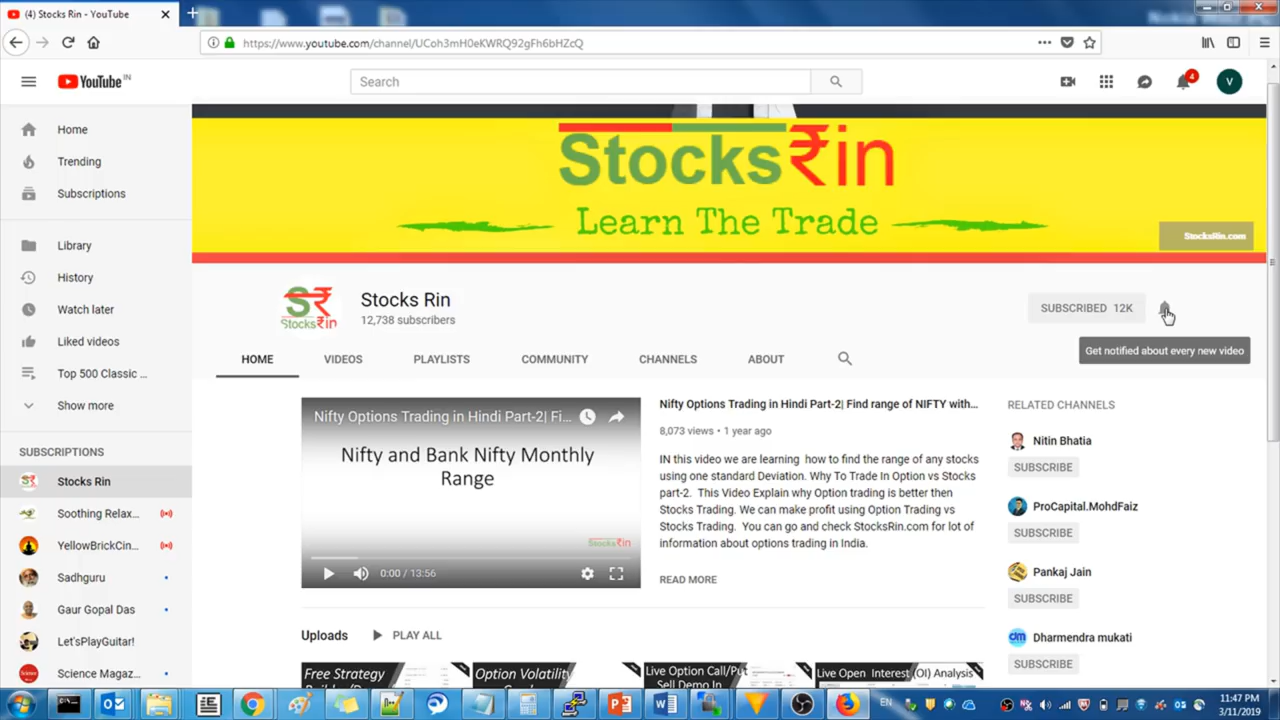 (4) Stocks Rin - YouTube
https://www.youtube.com/channel/UCoh3mH0eKWRQ92gFh6bHZcQ
YouTube IN
Search
4
V
Home
Trending
Subscriptions
Library
History
Watch later
Liked videos
Top 500 Classic ...
Show more
SUBSCRIPTIONS
Stocks Rin
Soothing Relax...
YellowBrickCin...
Sadhguru
Gaur Gopal Das
Let'sPlayGuitar!
Science Magaz...
Stocks₹in
Learn The Trade
StocksRin.com
S₹
Stocks₹in
Stocks Rin
12,738 subscribers
SUBSCRIBED 12K
Get notified about every new video
HOME
VIDEOS
PLAYLISTS
COMMUNITY
CHANNELS
ABOUT
Nifty Options Trading in Hindi Part-2| Fi...
Nifty and Bank Nifty Monthly
Range
Stocks₹in
0:00 / 13:56
Nifty Options Trading in Hindi Part-2| Find range of NIFTY with...
8,073 views • 1 year ago
IN this video we are learning how to find the range of any stocks
using one standard Deviation. Why To Trade In Option vs Stocks
part-2. This Video Explain why Option trading is better then
Stocks Trading. We can make profit using Option Trading vs
Stocks Trading. You can go and check StocksRin.com for lot of
information about options trading in India.
READ MORE
RELATED CHANNELS
Nitin Bhatia
SUBSCRIBE
ProCapital.MohdFaiz
SUBSCRIBE
Pankaj Jain
SUBSCRIBE
Dharmendra mukati
SUBSCRIBE
Uploads
PLAY ALL
Free Strategy
Option Volatility
Live Option Call/Put
Sell Demo In
Live Open Interest (OI) Analysis
EN
11:47 PM
3/11/2019